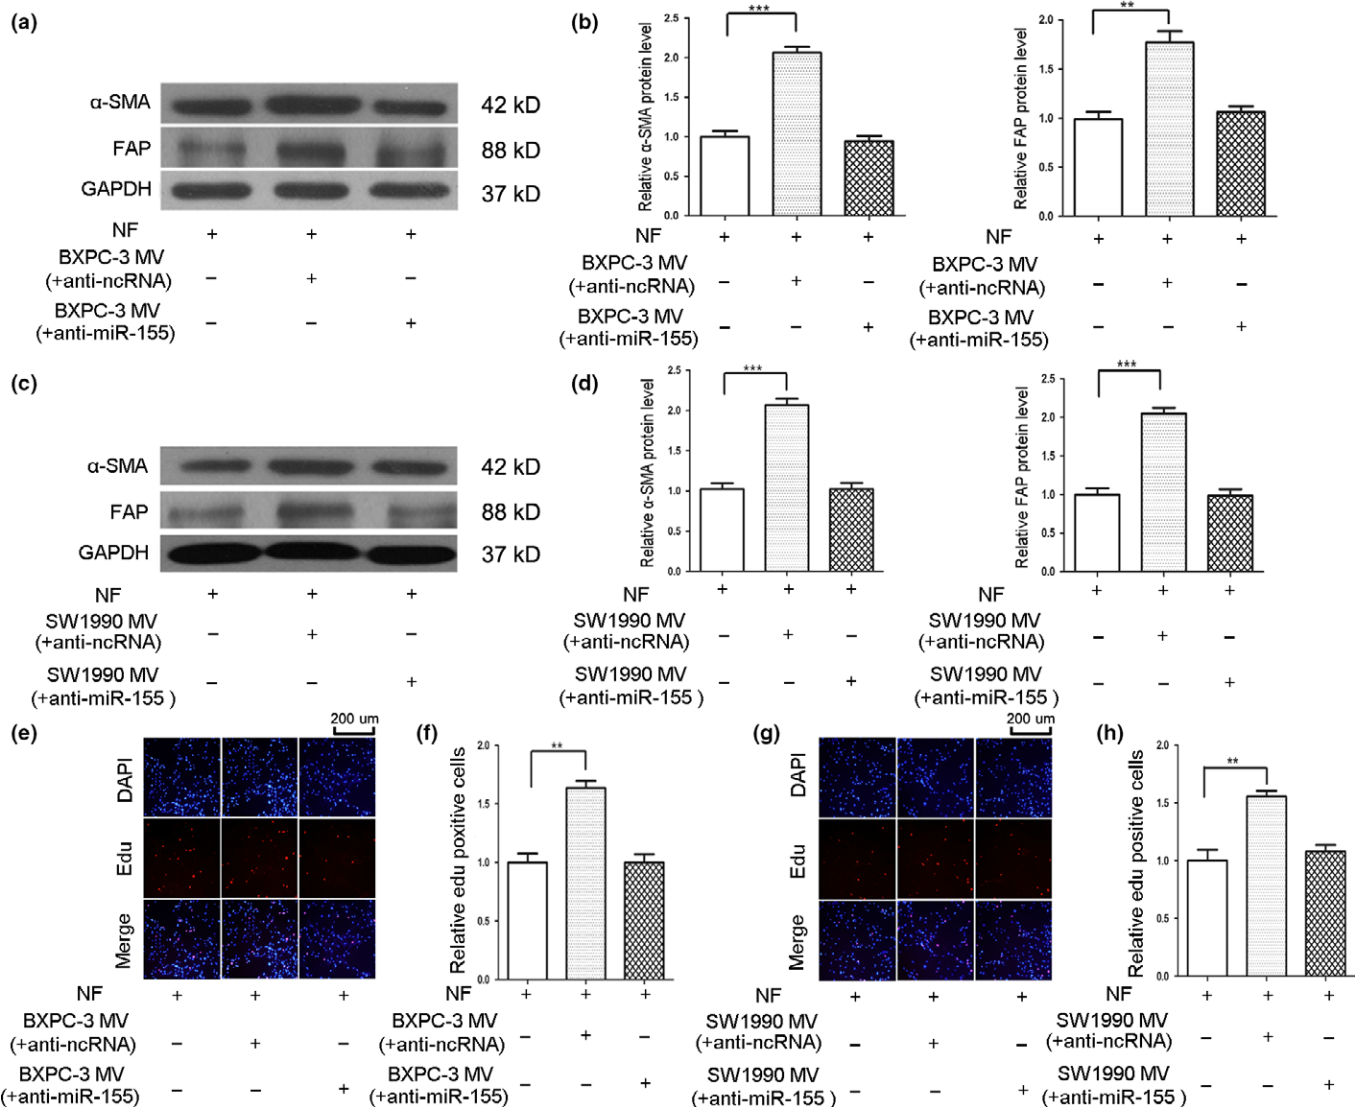 (a)
α-SMA 42 kD
FAP 88 kD
GAPDH 37 kD
NF + + +
BXPC-3 MV
(+anti-ncRNA) – + –
BXPC-3 MV
(+anti-miR-155) – – +
(b)
Relative α-SMA protein level
2.5
2.0
1.5
1.0
0.5
0.0
***
NF + + +
BXPC-3 MV
(+anti-ncRNA) – + –
BXPC-3 MV
(+anti-miR-155) – – +
Relative FAP protein level
2.0
1.5
1.0
0.5
0.0
**
NF + + +
BXPC-3 MV
(+anti-ncRNA) – + –
BXPC-3 MV
(+anti-miR-155) – – +
(c)
α-SMA 42 kD
FAP 88 kD
GAPDH 37 kD
NF + + +
SW1990 MV
(+anti-ncRNA) – + –
SW1990 MV
(+anti-miR-155 ) – – +
(d)
Relative α-SMA protein level
2.5
2.0
1.5
1.0
0.5
0.0
***
NF + + +
SW1990 MV
(+anti-ncRNA) – + –
SW1990 MV
(+anti-miR-155 ) – – +
Relative FAP protein level
2.5
2.0
1.5
1.0
0.5
0.0
***
NF + + +
SW1990 MV
(+anti-ncRNA) – + –
SW1990 MV
(+anti-miR-155 ) – – +
(e)
200 um
DAPI
Edu
Merge
NF + + +
BXPC-3 MV
(+anti-ncRNA) – + –
BXPC-3 MV
(+anti-miR-155) – – +
(f)
Relative edu poxitive cells
2.0
1.5
1.0
0.5
0.0
**
NF + + +
BXPC-3 MV
(+anti-ncRNA) – + –
BXPC-3 MV
(+anti-miR-155) – – +
(g)
200 um
DAPI
Edu
Merge
NF + + +
SW1990 MV
(+anti-ncRNA) – + –
SW1990 MV
(+anti-miR-155 ) – – +
(h)
Relative edu positive cells
2.0
1.5
1.0
0.5
0.0
**
NF + + +
SW1990 MV
(+anti-ncRNA) – + –
SW1990 MV
(+anti-miR-155 ) – – +